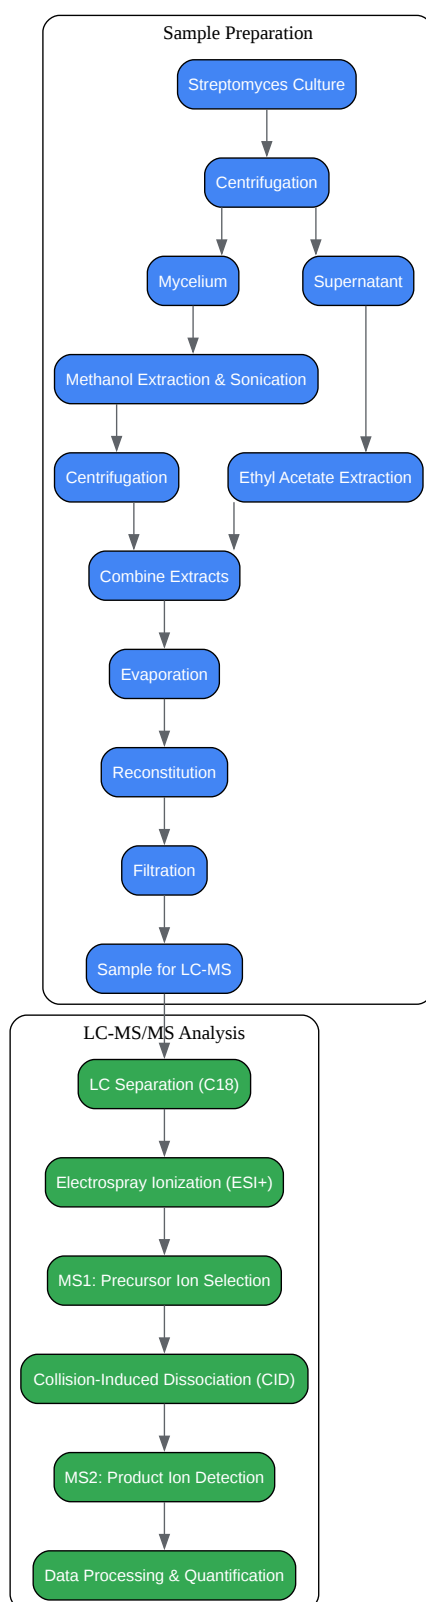 Sample Preparation
Streptomyces Culture
Centrifugation
Mycelium
Supernatant
Methanol Extraction & Sonication
Centrifugation
Ethyl Acetate Extraction
Combine Extracts
Evaporation
Reconstitution
Filtration
Sample for LC-MS
LC-MS/MS Analysis
LC Separation (C18)
Electrospray Ionization (ESI+)
MS1: Precursor Ion Selection
Collision-Induced Dissociation (CID)
MS2: Product Ion Detection
Data Processing & Quantification